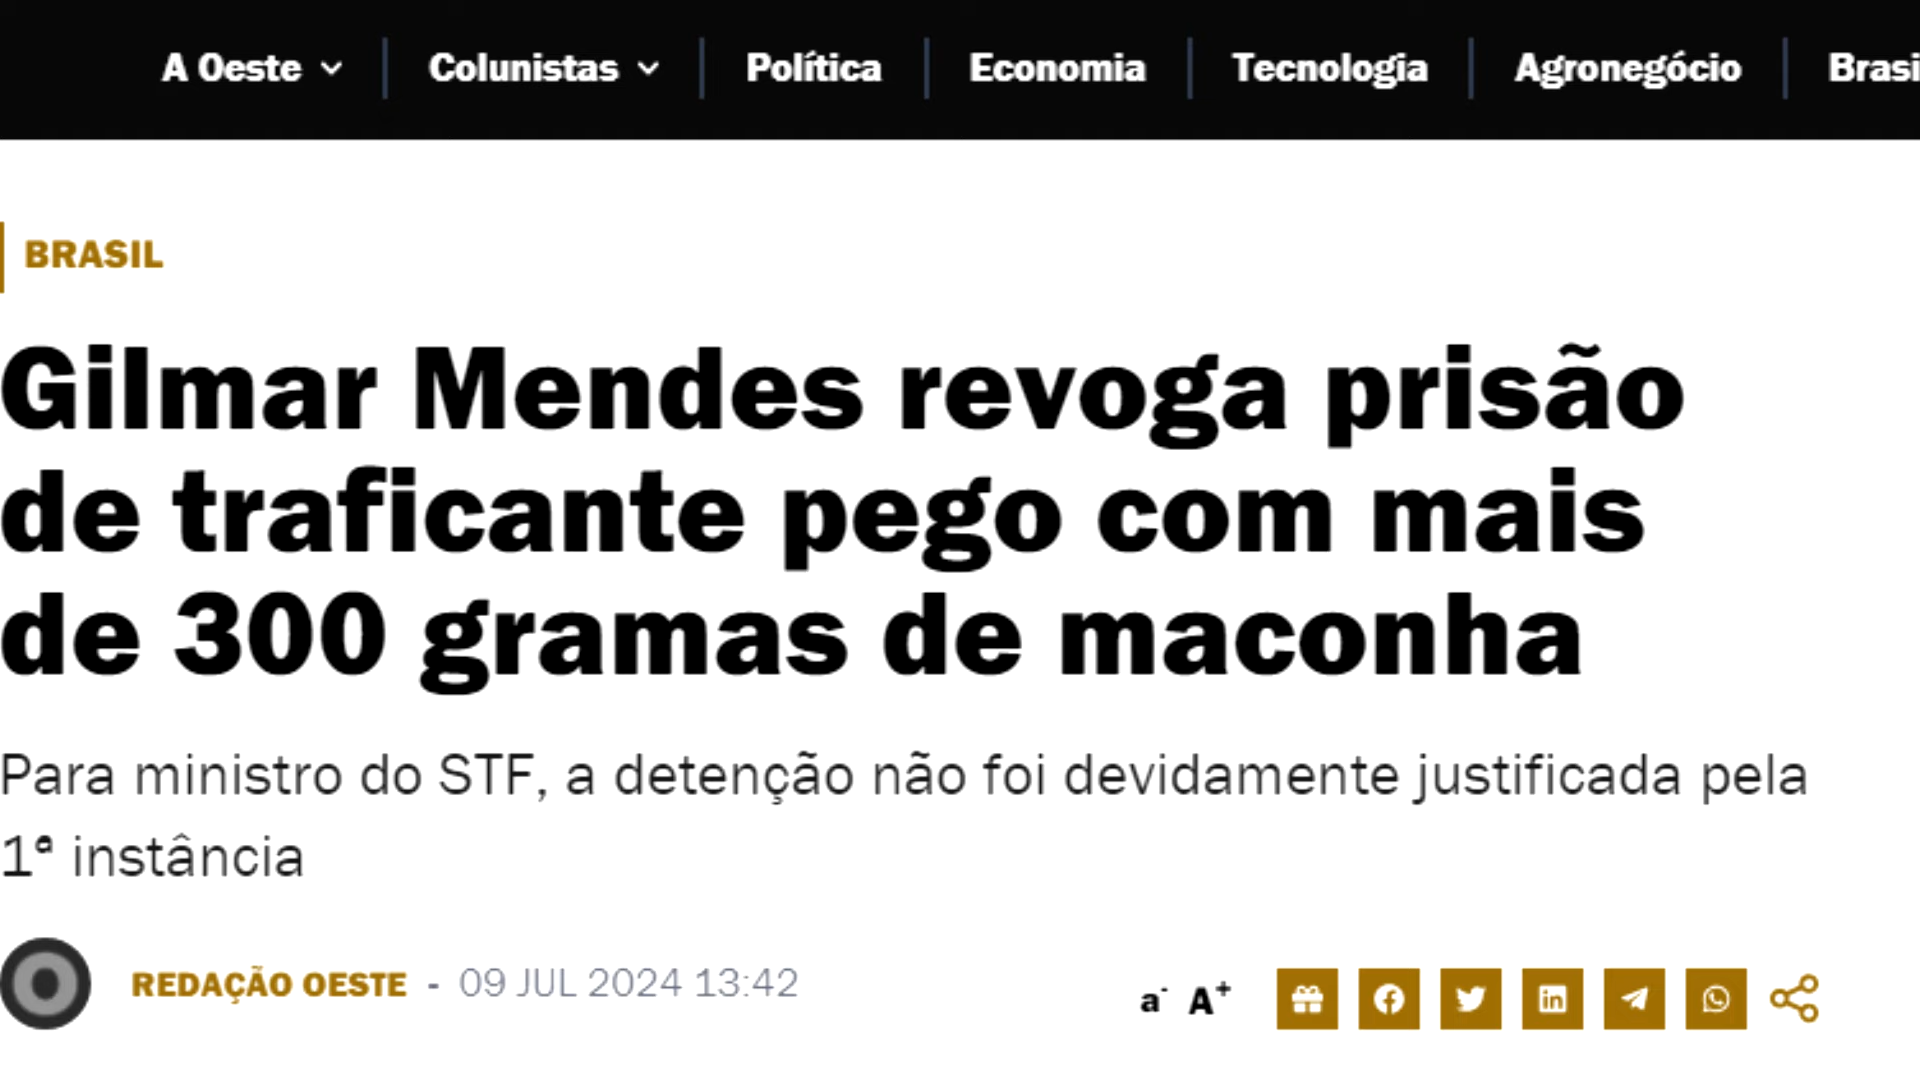 A Oeste
Colunistas
Política
Economia
Tecnologia
Agronegócio
Brasi
BRASIL
Gilmar Mendes revoga prisão
de traficante pego com mais
de 300 gramas de maconha
Para ministro do STF, a detenção não foi devidamente justificada pela
1ª instância
REDAÇÃO OESTE - 09 JUL 2024 13:42
a- A+